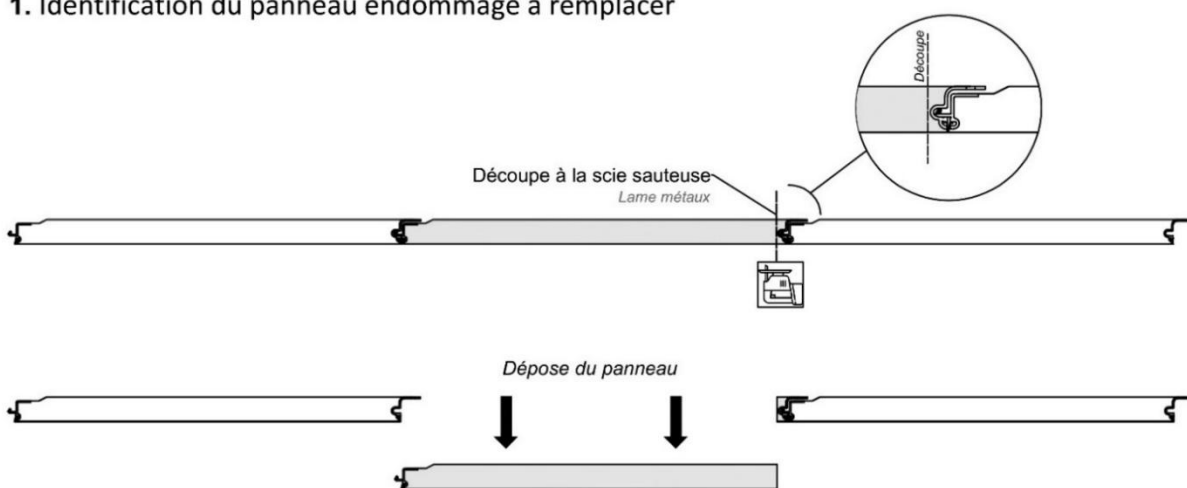 1. Identification du panneau endommagé à remplacer
Découpe
Découpe à la scie sauteuse
Lame métaux
Dépose du panneau